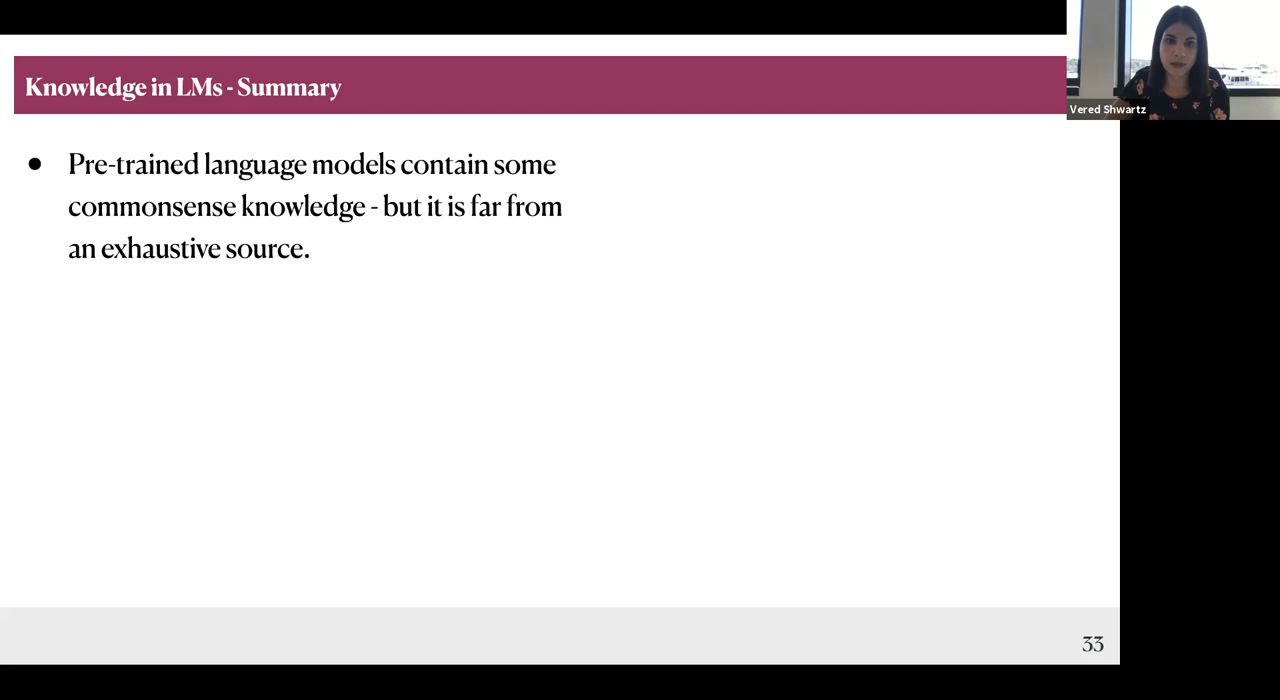 Knowledge in LMs - Summary
Vered Shwartz
● Pre-trained language models contain some
commonsense knowledge - but it is far from
an exhaustive source.
33